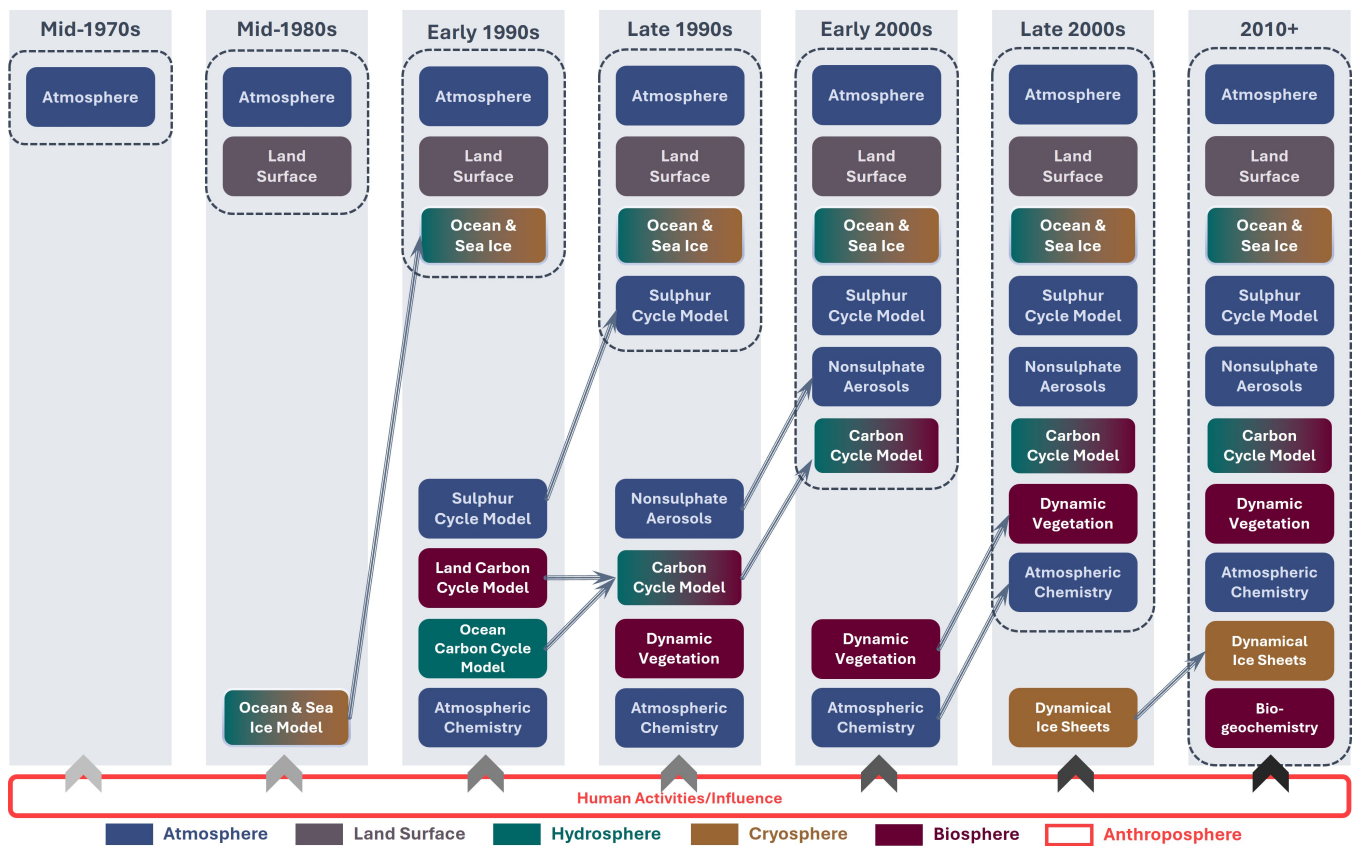 Mid-1970s
Atmosphere
Mid-1980s
Atmosphere
Land
Surface
Ocean & Sea
Ice Model
Early 1990s
Atmosphere
Land
Surface
Ocean &
Sea Ice
Sulphur
Cycle Model
Land Carbon
Cycle Model
Ocean
Carbon Cycle
Model
Atmospheric
Chemistry
Late 1990s
Atmosphere
Land
Surface
Ocean &
Sea Ice
Sulphur
Cycle Model
Nonsulphate
Aerosols
Carbon
Cycle Model
Dynamic
Vegetation
Atmospheric
Chemistry
Early 2000s
Atmosphere
Land
Surface
Ocean &
Sea Ice
Sulphur
Cycle Model
Nonsulphate
Aerosols
Carbon
Cycle Model
Dynamic
Vegetation
Atmospheric
Chemistry
Late 2000s
Atmosphere
Land
Surface
Ocean &
Sea Ice
Sulphur
Cycle Model
Nonsulphate
Aerosols
Carbon
Cycle Model
Dynamic
Vegetation
Atmospheric
Chemistry
Dynamical
Ice Sheets
2010+
Atmosphere
Land
Surface
Ocean &
Sea Ice
Sulphur
Cycle Model
Nonsulphate
Aerosols
Carbon
Cycle Model
Dynamic
Vegetation
Atmospheric
Chemistry
Dynamical
Ice Sheets
Bio-
geochemistry
Human Activities/Influence
Atmosphere
Land Surface
Hydrosphere
Cryosphere
Biosphere
Anthroposphere